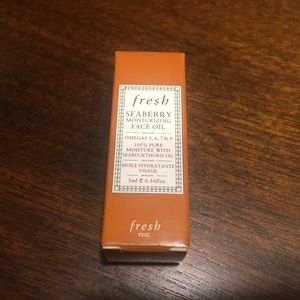 fresh
SEABERRY
MOISTURIZING
FACE OIL
OMEGAS 3, 6, 7 & 9
100% PURE
MOISTURE WITH
SEABUCKTHORN OIL
HUILE HYDRATANTE
VISAGE
5ml ℮ 0.16floz
fresh